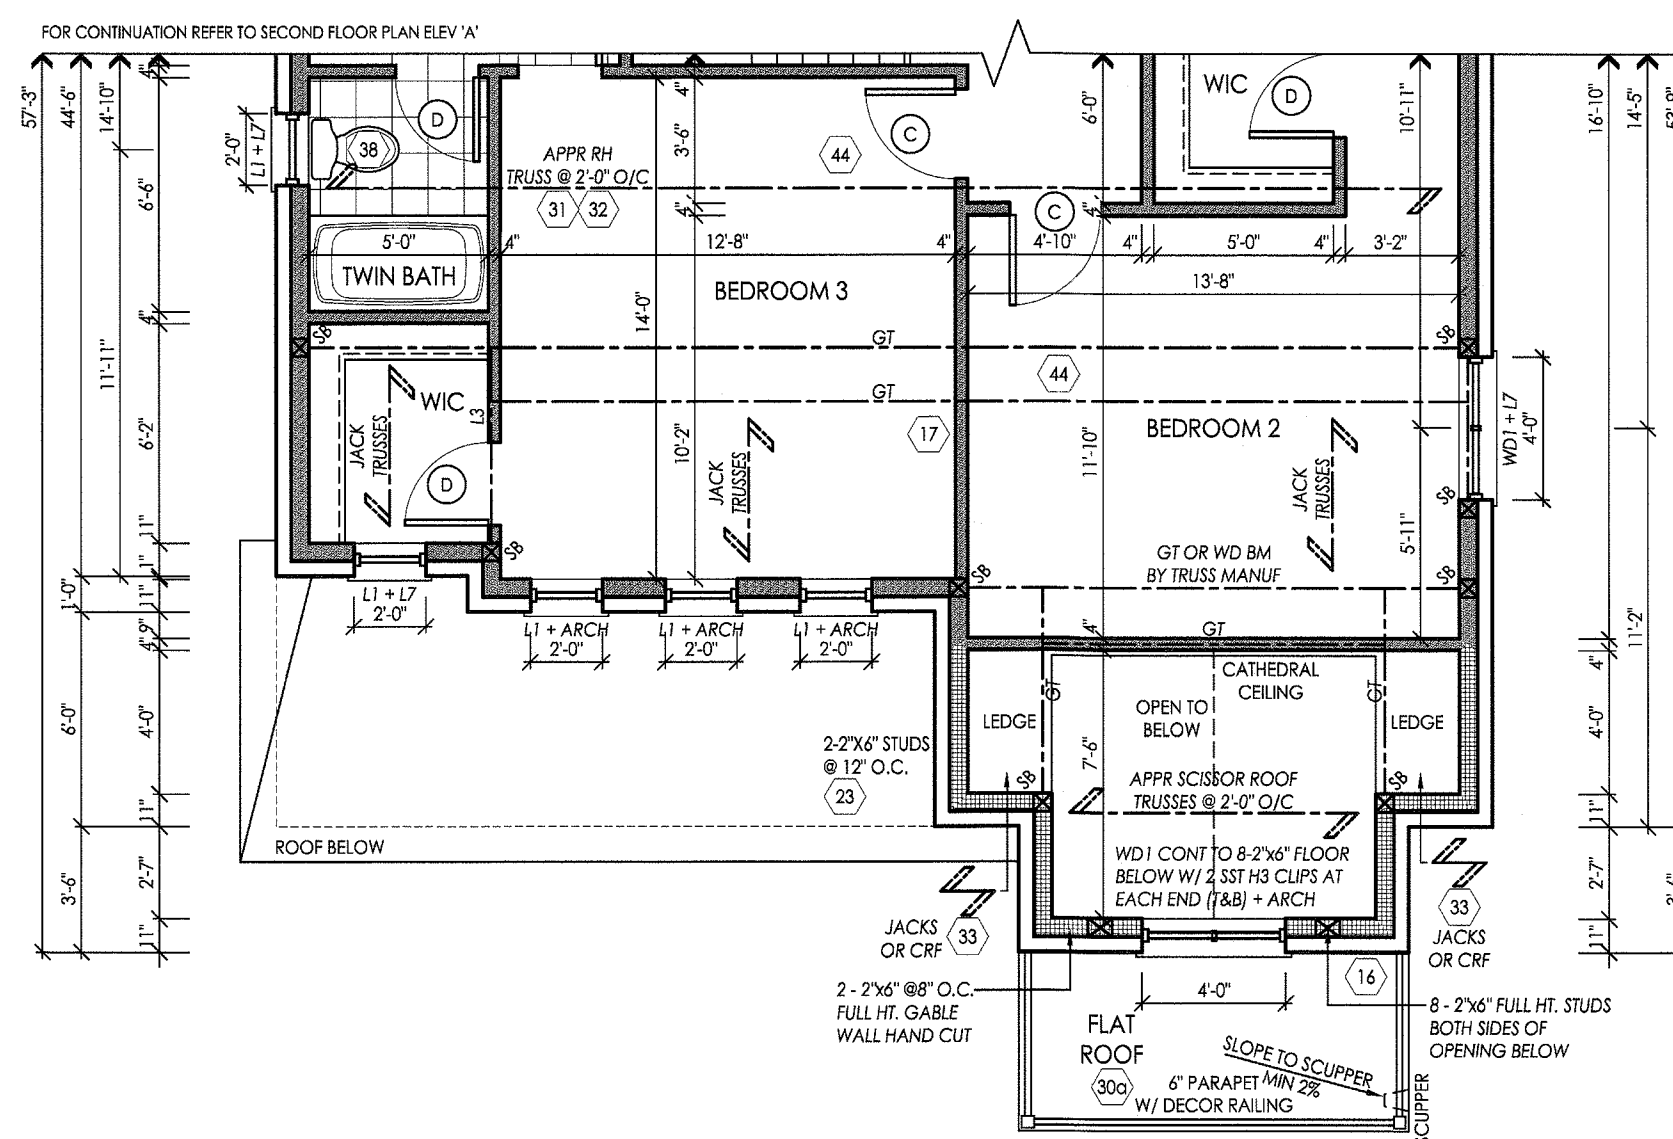 FOR CONTINUATION REFER TO SECOND FLOOR PLAN ELEV 'A'
57'-3"
44'-6"
14'-10"
4"
2'-0"
L1 + L7
6'-6"
4"
11'-11"
6'-2"
11"
1"
1'-0"
11"
9"
4"
6'-0"
4'-0"
11"
3'-6"
2'-7"
11"
38
D
5'-0"
TWIN BATH
SB
WIC
L3
JACK
TRUSSES
D
SB
L1 + L7
2'-0"
APPR RH
TRUSS @ 2'-0" O/C
31
32
4"
3'-6"
4"
44
C
4"
12'-8"
4"
BEDROOM 3
14'-0"
GT
GT
17
10'-2"
JACK
TRUSSES
SB
L1 + ARCH
2'-0"
L1 + ARCH
2'-0"
L1 + ARCH
2'-0"
6'-0"
WIC
D
10'-11"
C
4"
4'-10"
4"
5'-0"
4"
3'-2"
13'-8"
SB
44
BEDROOM 2
11'-10"
JACK
TRUSSES
WD1 + L7
4'-0"
SB
5'-11"
GT OR WD BM
BY TRUSS MANUF
4"
GT
CATHEDRAL
CEILING
GT
GT
LEDGE
OPEN TO
BELOW
LEDGE
7'-6"
SB
SB
APPR SCISSOR ROOF
TRUSSES @ 2'-0" O/C
WD1 CONT TO 8-2"x6" FLOOR
BELOW W/ 2 SST H3 CLIPS AT
EACH END (T&B) + ARCH
2-2"X6" STUDS
@ 12" O.C.
23
ROOF BELOW
JACKS
OR CRF
33
33
JACKS
OR CRF
16
2 - 2"x6" @8" O.C.
FULL HT. GABLE
WALL HAND CUT
4'-0"
8 - 2"x6" FULL HT. STUDS
BOTH SIDES OF
OPENING BELOW
FLAT
ROOF
30a
SLOPE TO SCUPPER
MIN 2%
6" PARAPET
W/ DECOR RAILING
SCUPPER
16'-10"
14'-5"
11'-2"
4"
4'-0"
11"
2'-7"
11"